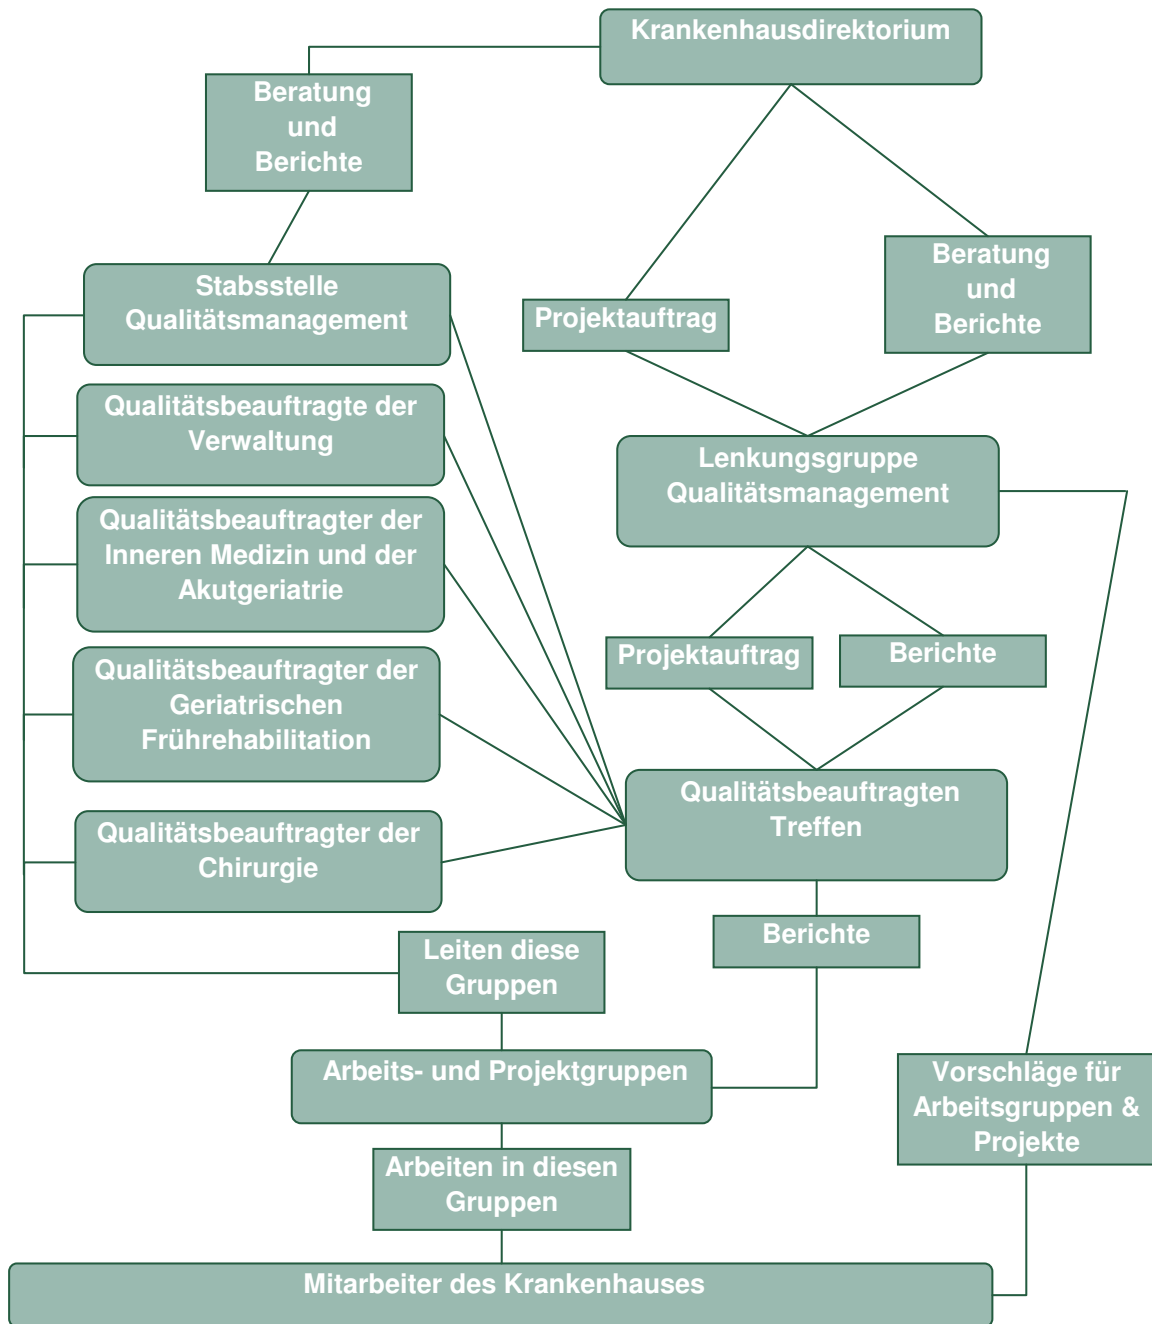 Krankenhausdirektorium
Beratung
und
Berichte
Beratung
und
Berichte
Stabsstelle
Qualitätsmanagement
Projektauftrag
Qualitätsbeauftragte der
Verwaltung
Lenkungsgruppe
Qualitätsmanagement
Qualitätsbeauftragter der
Inneren Medizin und der
Akutgeriatrie
Projektauftrag
Berichte
Qualitätsbeauftragter der
Geriatrischen
Frührehabilitation
Qualitätsbeauftragten
Treffen
Qualitätsbeauftragter der
Chirurgie
Berichte
Leiten diese
Gruppen
Arbeits- und Projektgruppen
Vorschläge für
Arbeitsgruppen &
Projekte
Arbeiten in diesen
Gruppen
Mitarbeiter des Krankenhauses